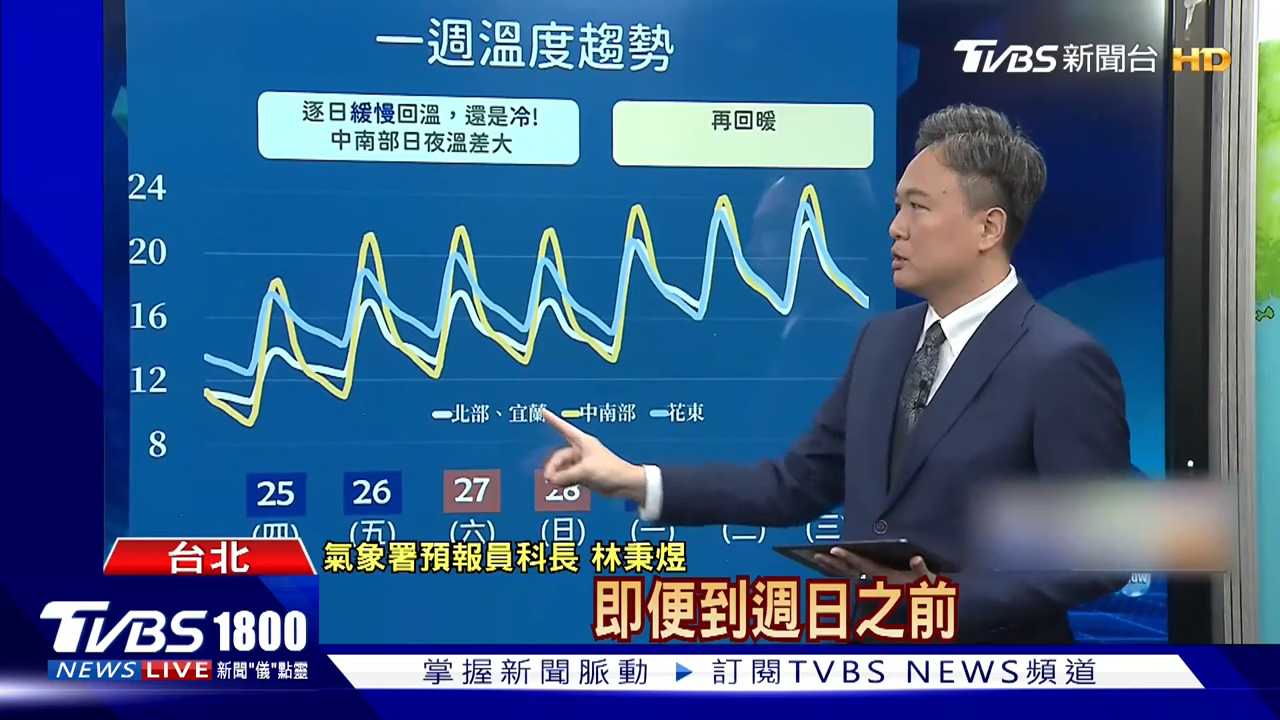 一週溫度趨勢
TVBS新聞台 HD
逐日緩慢回溫，還是冷!
中南部日夜溫差大
再回暖
24
20
16
12
8
北部、宜蘭 中南部 花東
25 26 27 28
(四) (五) (六) (日) (一) (二) (三)
台北 氣象署預報員科長 林秉煜
即便到週日之前
TVBS 1800
NEWS LIVE 新聞"儀"點靈
掌握新聞脈動 訂閱TVBS NEWS頻道